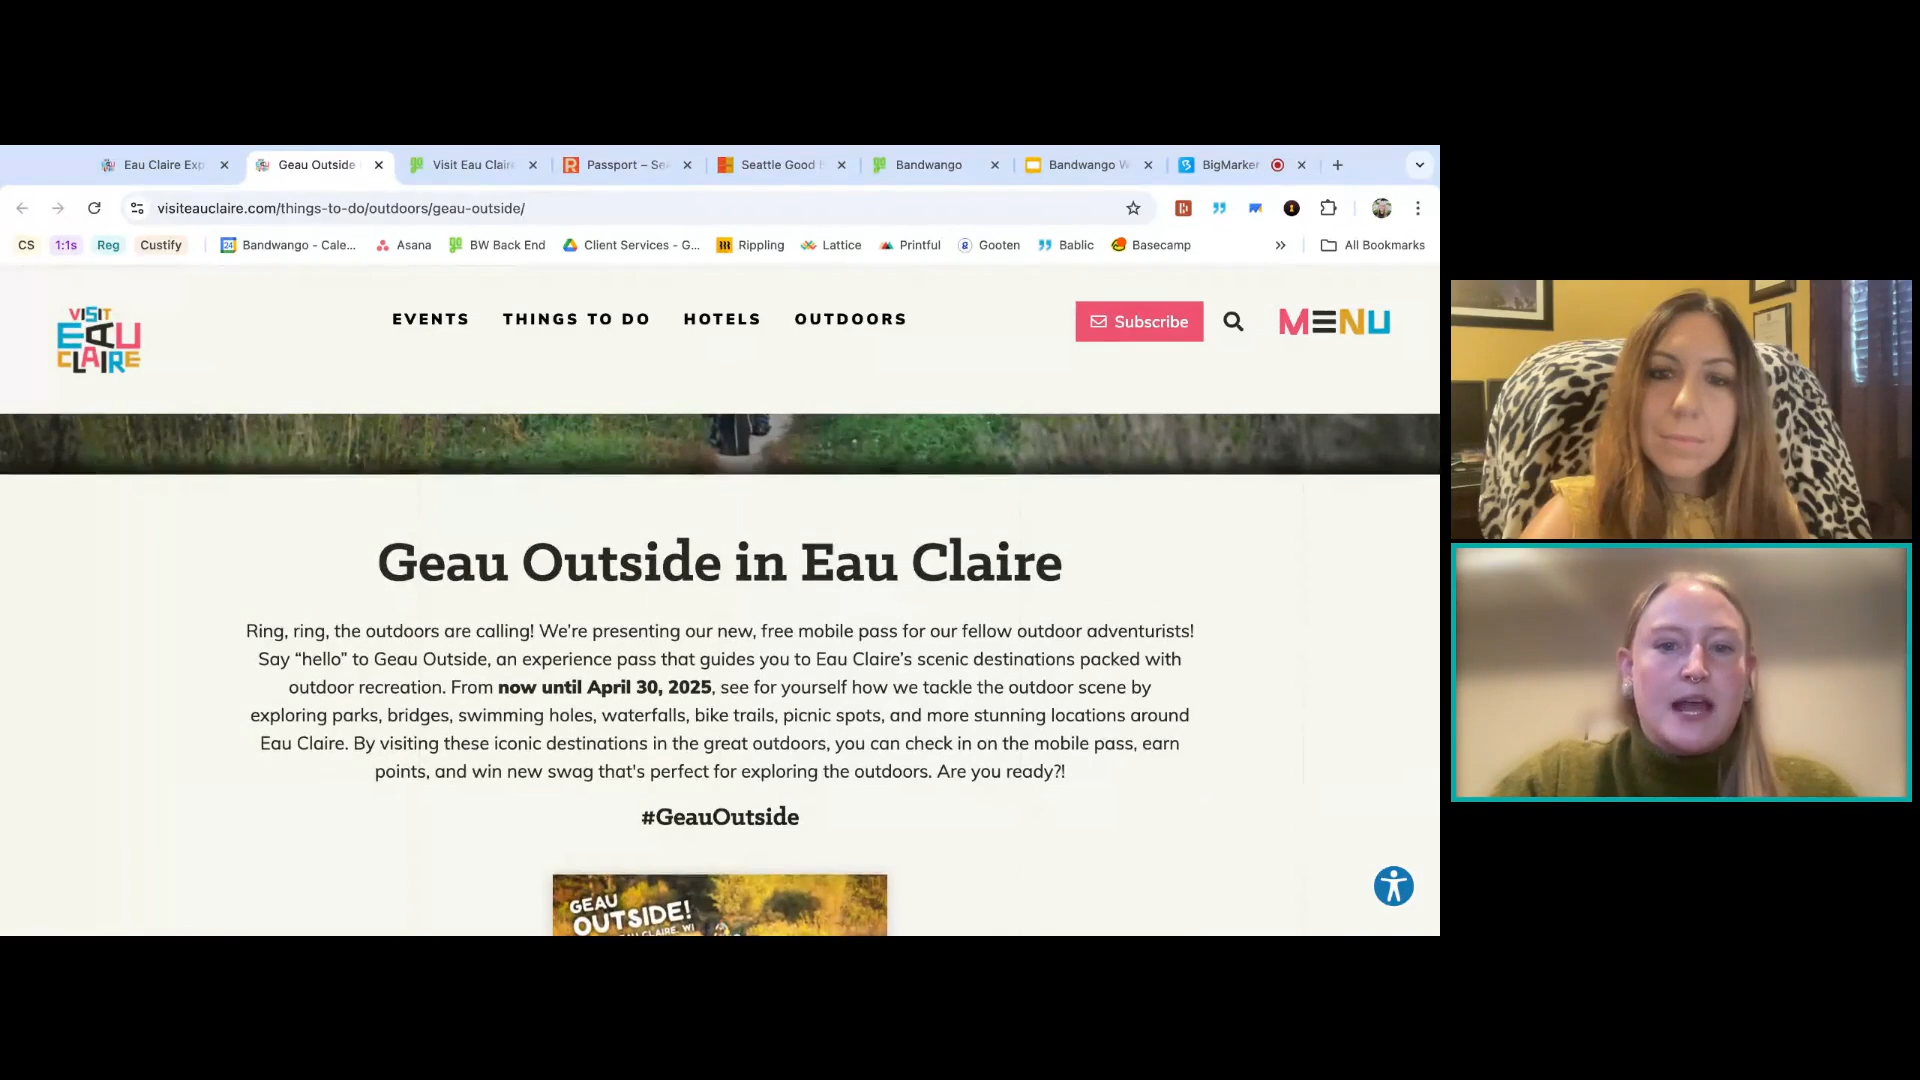 Eau Claire Exp
Geau Outside
Visit Eau Clair
Passport – Se
Seattle Good
Bandwango
Bandwango W
BigMarker
visiteauclaire.com/things-to-do/outdoors/geau-outside/
CS
1:1s
Reg
Custify
Bandwango - Cale...
Asana
BW Back End
Client Services - G...
Rippling
Lattice
Printful
Gooten
Bablic
Basecamp
All Bookmarks
VISIT
EAU
CLAIRE
EVENTS
THINGS TO DO
HOTELS
OUTDOORS
Subscribe
MENU
Geau Outside in Eau Claire
Ring, ring, the outdoors are calling! We're presenting our new, free mobile pass for our fellow outdoor adventurists!
Say “hello” to Geau Outside, an experience pass that guides you to Eau Claire’s scenic destinations packed with
outdoor recreation. From now until April 30, 2025, see for yourself how we tackle the outdoor scene by
exploring parks, bridges, swimming holes, waterfalls, bike trails, picnic spots, and more stunning locations around
Eau Claire. By visiting these iconic destinations in the great outdoors, you can check in on the mobile pass, earn
points, and win new swag that's perfect for exploring the outdoors. Are you ready?!
#GeauOutside
GEAU
OUTSIDE!
EAU CLAIRE, WI